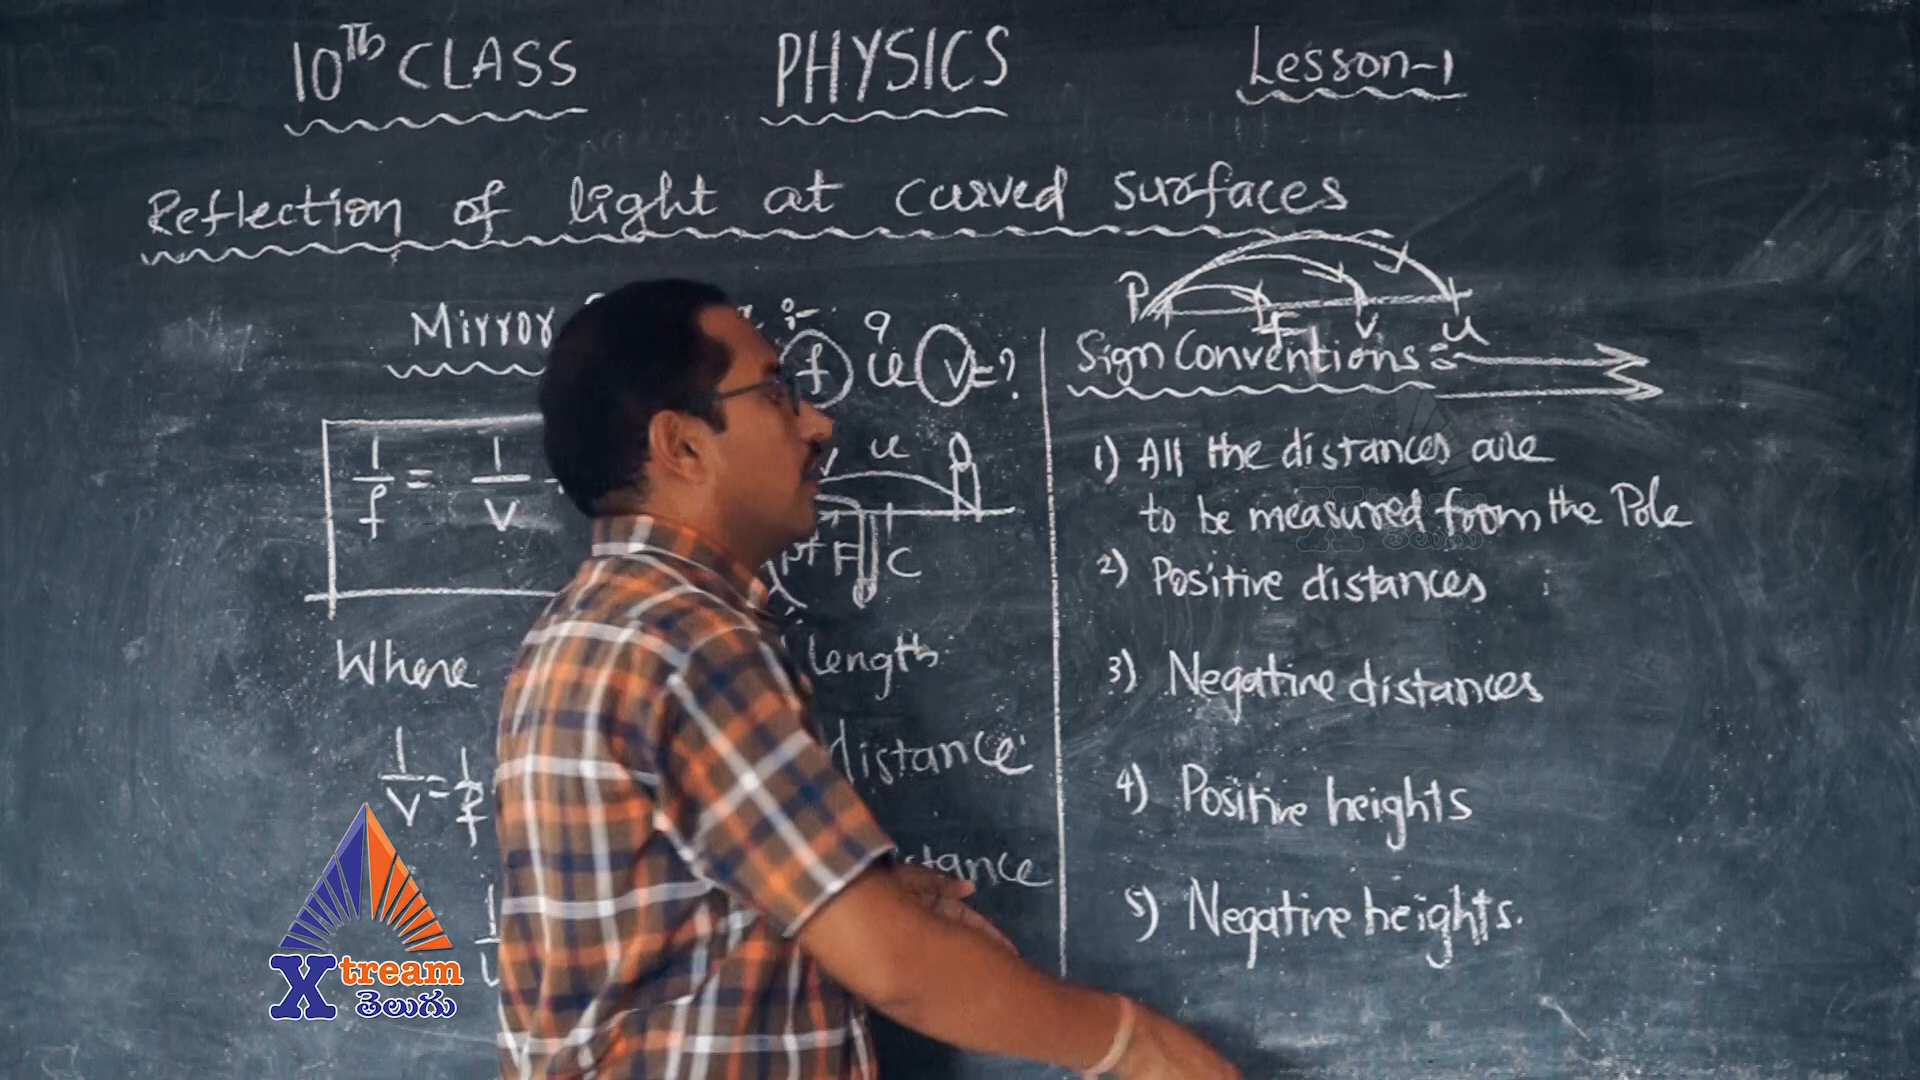 10Th CLASS PHYSICS Lesson-1
Reflection of light at curved surfaces
Mirror
f u v=?
1/f = 1/v
v u O
F C
Where length
distance
1/v = 1/f
P f v u
Sign Conventions:
1) All the distances are
to be measured from the Pole
2) Positive distances
3) Negative distances
4) Positive heights
5) Negative heights.
Xtream
తెలుగు